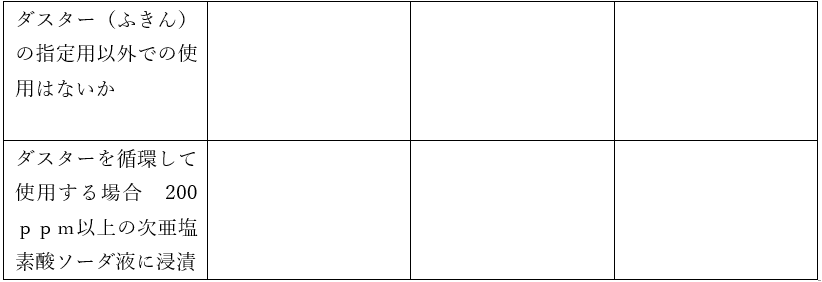 ダスター（ふきん）
の指定用以外での使
用はないか
ダスターを循環して
使用する場合　200
ｐｐｍ以上の次亜塩
素酸ソーダ液に浸漬